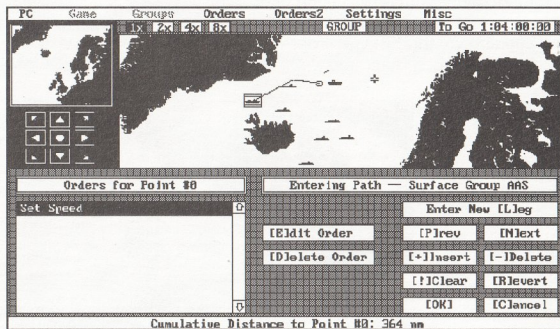 PC Game Groups Orders Orders2 Settings Misc
1x 2x 4x 8x GROUP To Go 1:04:00:00
Orders for Point #0
Entering Path — Surface Group AAS
Set Speed
Enter New [L]eg
[E]dit Order
[P]rev
[N]ext
[D]elete Order
[+]Insert
[-]Delete
[!]Clear
[R]evert
[OK]
[C]ancel
Cumulative Distance to Point #0: 364 nm